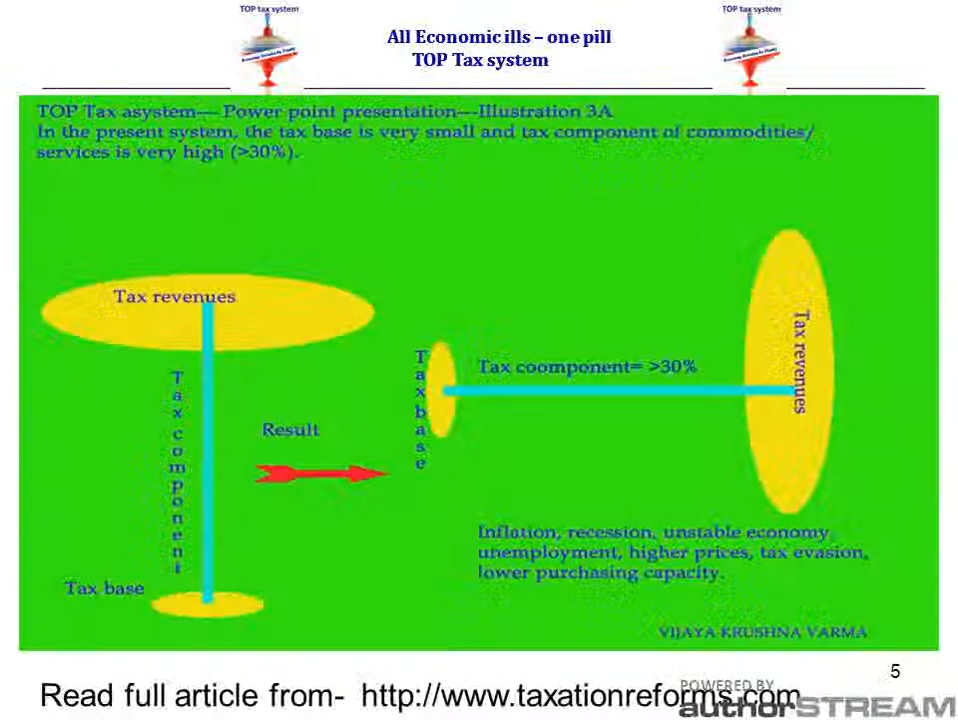 TOP tax system
TOP tax system
All Economic ills – one pill
TOP Tax system
TOP Tax asystem---- Power point presentation---Illustration 3A
In the present system, the tax base is very small and tax component of commodities/
services is very high (>30%).
Tax revenues
Tax component
Tax base
Result
Tax base
Tax coomponent= >30%
Tax revenues
Inflation, recession, unstable economy,
unemployment, higher prices, tax evasion,
lower purchasing capacity.
VIJAYA KRUSHNA VARMA
5
Read full article from- http://www.taxationreforms.com
POWERED BY
authorSTREAM